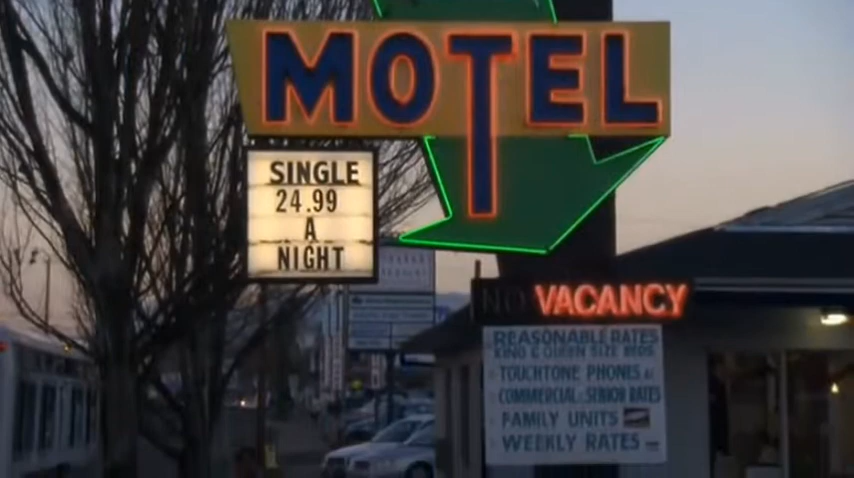 MOTEL
SINGLE
24.99
A
NIGHT
NO VACANCY
REASONABLE RATES
KING & QUEEN SIZE BEDS
TOUCHTONE PHONES
COMMERCIAL & SENIOR RATES
FAMILY UNITS
WEEKLY RATES